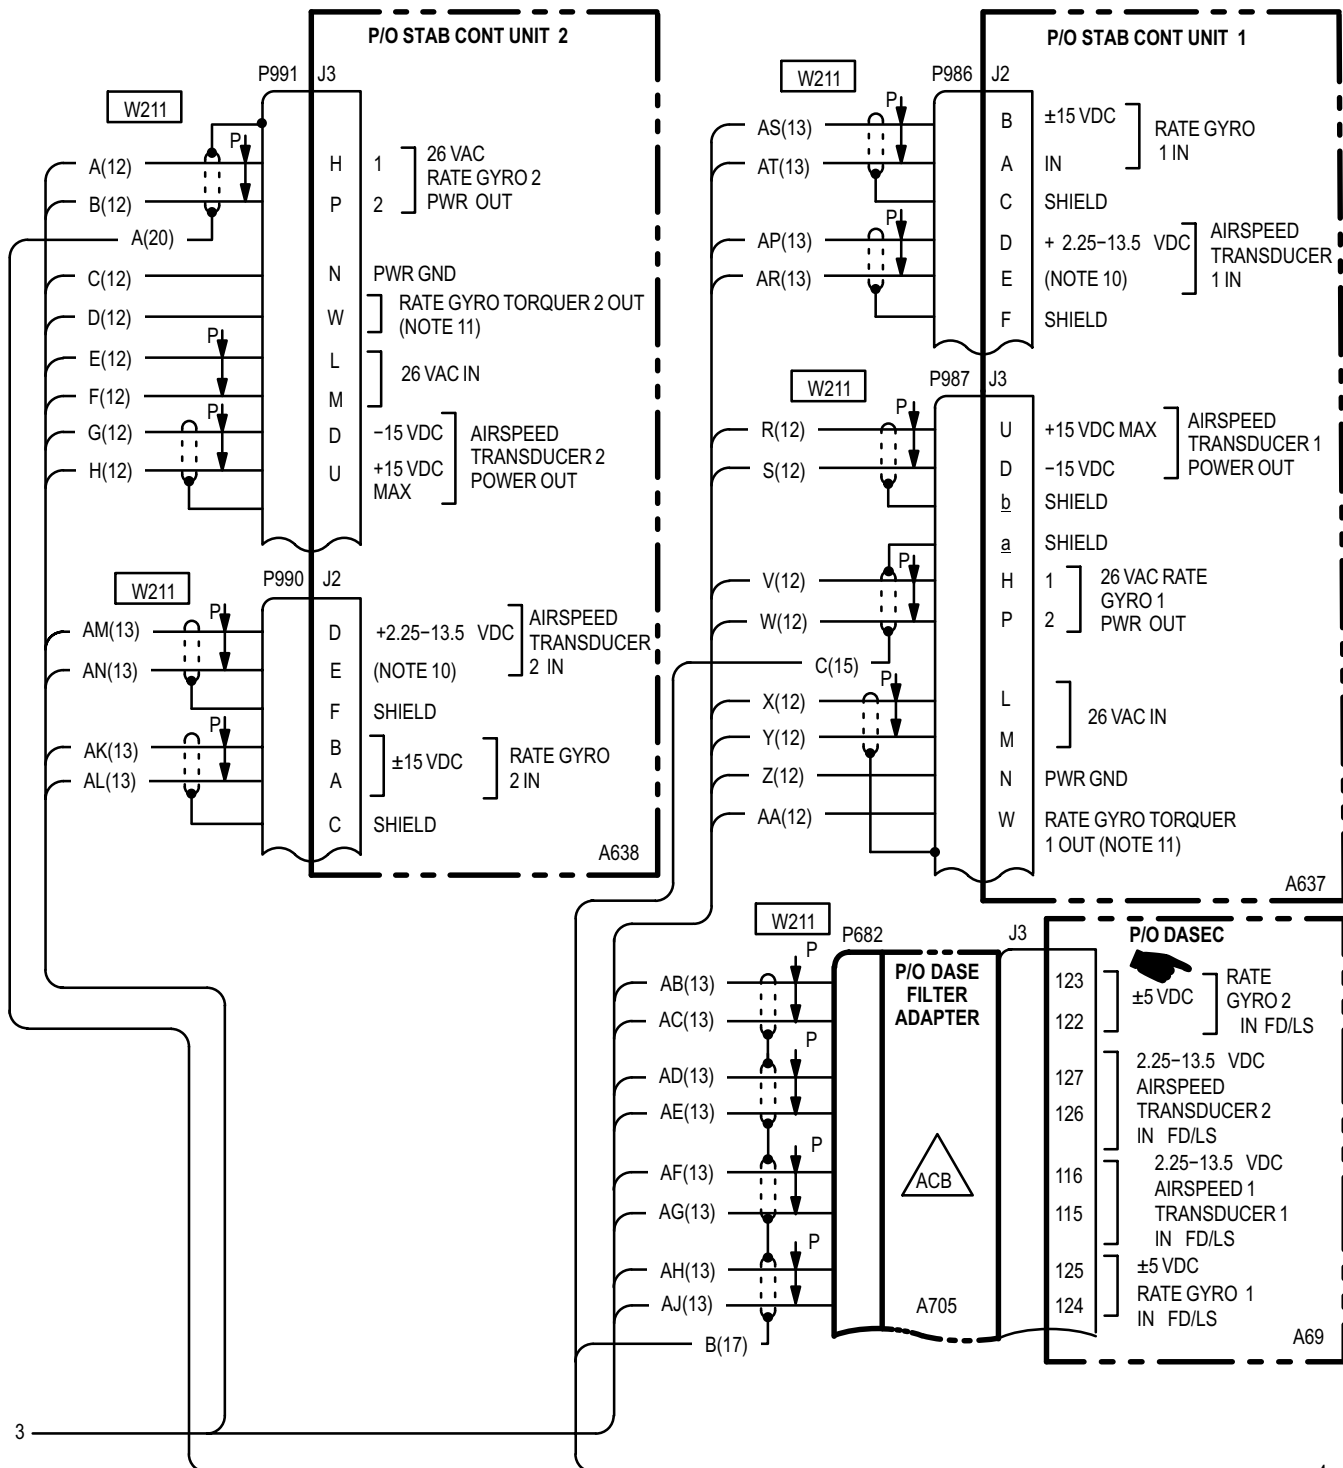 P/O STAB CONT UNIT 2
P991 J3
W211
P
A(12)
B(12)
A(20)
C(12)
D(12)
E(12)
P
F(12)
P
G(12)
H(12)
H 1 26 VAC
RATE GYRO 2
P 2 PWR OUT
N PWR GND
W RATE GYRO TORQUER 2 OUT
(NOTE 11)
L
26 VAC IN
M
D −15 VDC AIRSPEED
TRANSDUCER 2
U +15 VDC POWER OUT
MAX
P990 J2
W211
P
AM(13)
AN(13)
P
AK(13)
AL(13)
D +2.25−13.5 VDC AIRSPEED
TRANSDUCER
E (NOTE 10) 2 IN
F SHIELD
B
±15 VDC RATE GYRO
A 2 IN
C SHIELD
A638
P/O STAB CONT UNIT 1
P986 J2
W211
P
AS(13)
AT(13)
P
AP(13)
AR(13)
B ±15 VDC RATE GYRO
1 IN
A IN
C SHIELD
D + 2.25−13.5 VDC AIRSPEED
TRANSDUCER
E (NOTE 10) 1 IN
F SHIELD
P987 J3
W211
P
R(12)
S(12)
P
V(12)
W(12)
C(15)
P
X(12)
Y(12)
Z(12)
AA(12)
U +15 VDC MAX AIRSPEED
TRANSDUCER 1
D −15 VDC POWER OUT
b SHIELD
a SHIELD
H 1 26 VAC RATE
GYRO 1
P 2 PWR OUT
L
26 VAC IN
M
N PWR GND
W RATE GYRO TORQUER
1 OUT (NOTE 11)
A637
W211
P682
J3
P/O DASEC
P
AB(13)
AC(13)
P
AD(13)
AE(13)
P
AF(13)
AG(13)
P
AH(13)
AJ(13)
B(17)
P/O DASE
FILTER
ADAPTER
ACB
A705
123 RATE
±5 VDC GYRO 2
122 IN FD/LS
2.25−13.5 VDC
127 AIRSPEED
126 TRANSDUCER 2
IN FD/LS
2.25−13.5 VDC
116 AIRSPEED 1
115 TRANSDUCER 1
IN FD/LS
125 ±5 VDC
124 RATE GYRO 1
IN FD/LS
A69
3